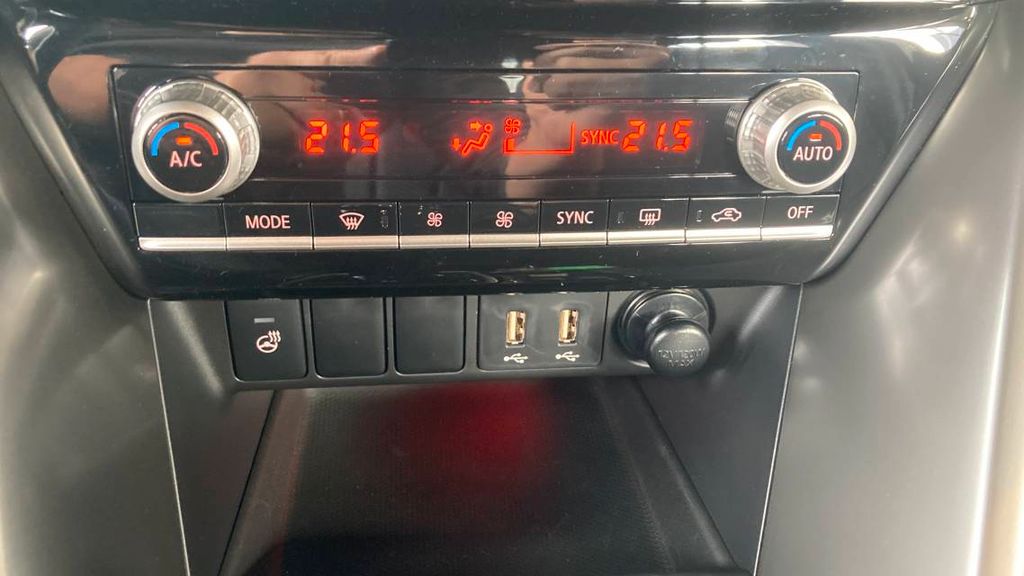 21.5 SYNC 21.5
A/C AUTO
MODE SYNC OFF